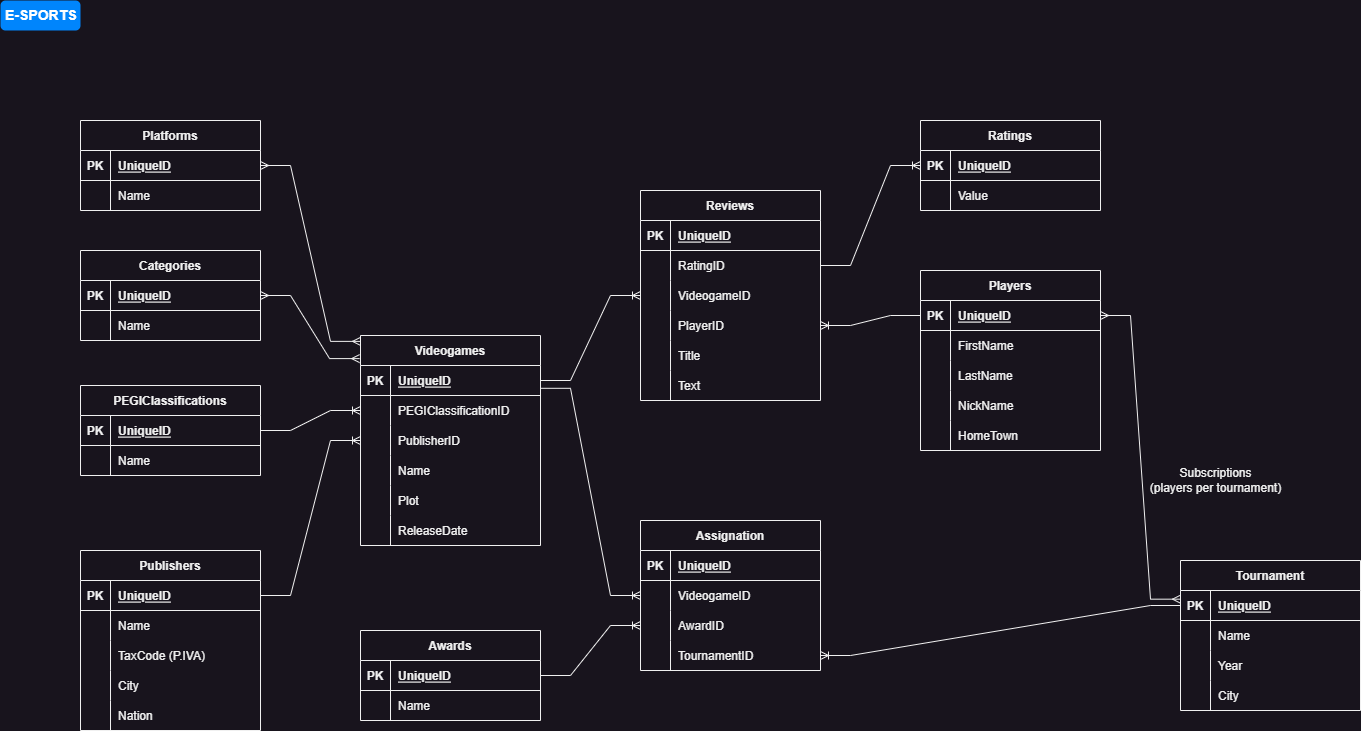 E-SPORTS
Platforms
PK UniqueID
Name
Categories
PK UniqueID
Name
PEGIClassifications
PK UniqueID
Name
Publishers
PK UniqueID
Name
TaxCode (P.IVA)
City
Nation
Videogames
PK UniqueID
PEGIClassificationID
PublisherID
Name
Plot
ReleaseDate
Awards
PK UniqueID
Name
Reviews
PK UniqueID
RatingID
VideogameID
PlayerID
Title
Text
Assignation
PK UniqueID
VideogameID
AwardID
TournamentID
Ratings
PK UniqueID
Value
Players
PK UniqueID
FirstName
LastName
NickName
HomeTown
Subscriptions
(players per tournament)
Tournament
PK UniqueID
Name
Year
City